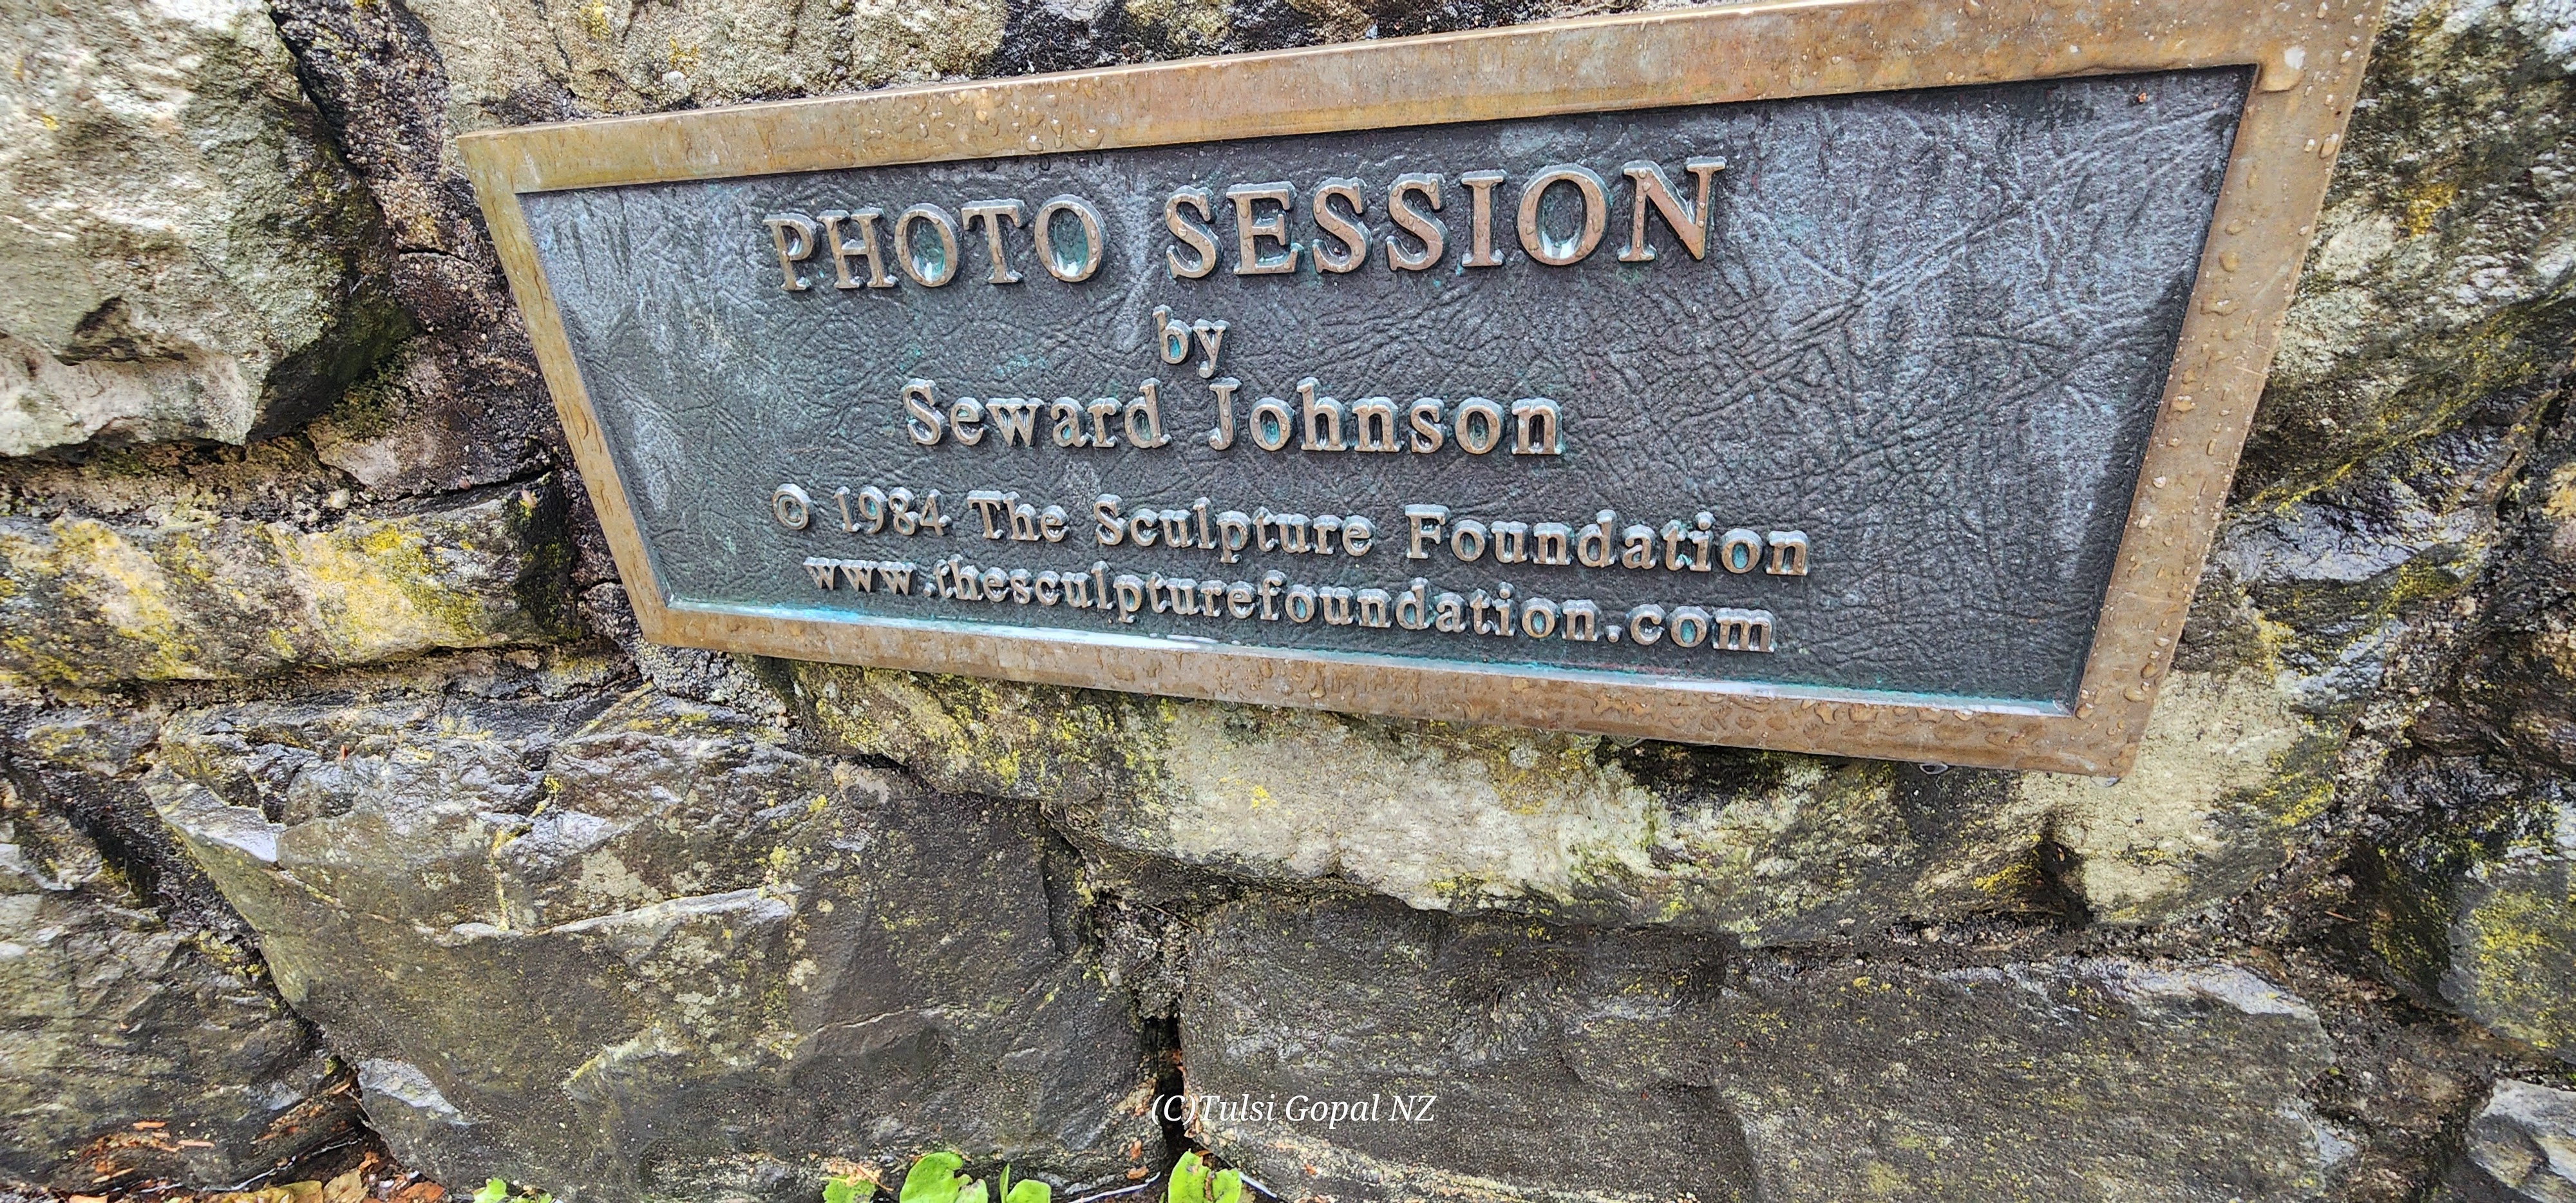 PHOTO SESSION
by
Seward Johnson
© 1984 The Sculpture Foundation
www.thesculpturefoundation.com
(C)Tulsi Gopal NZ